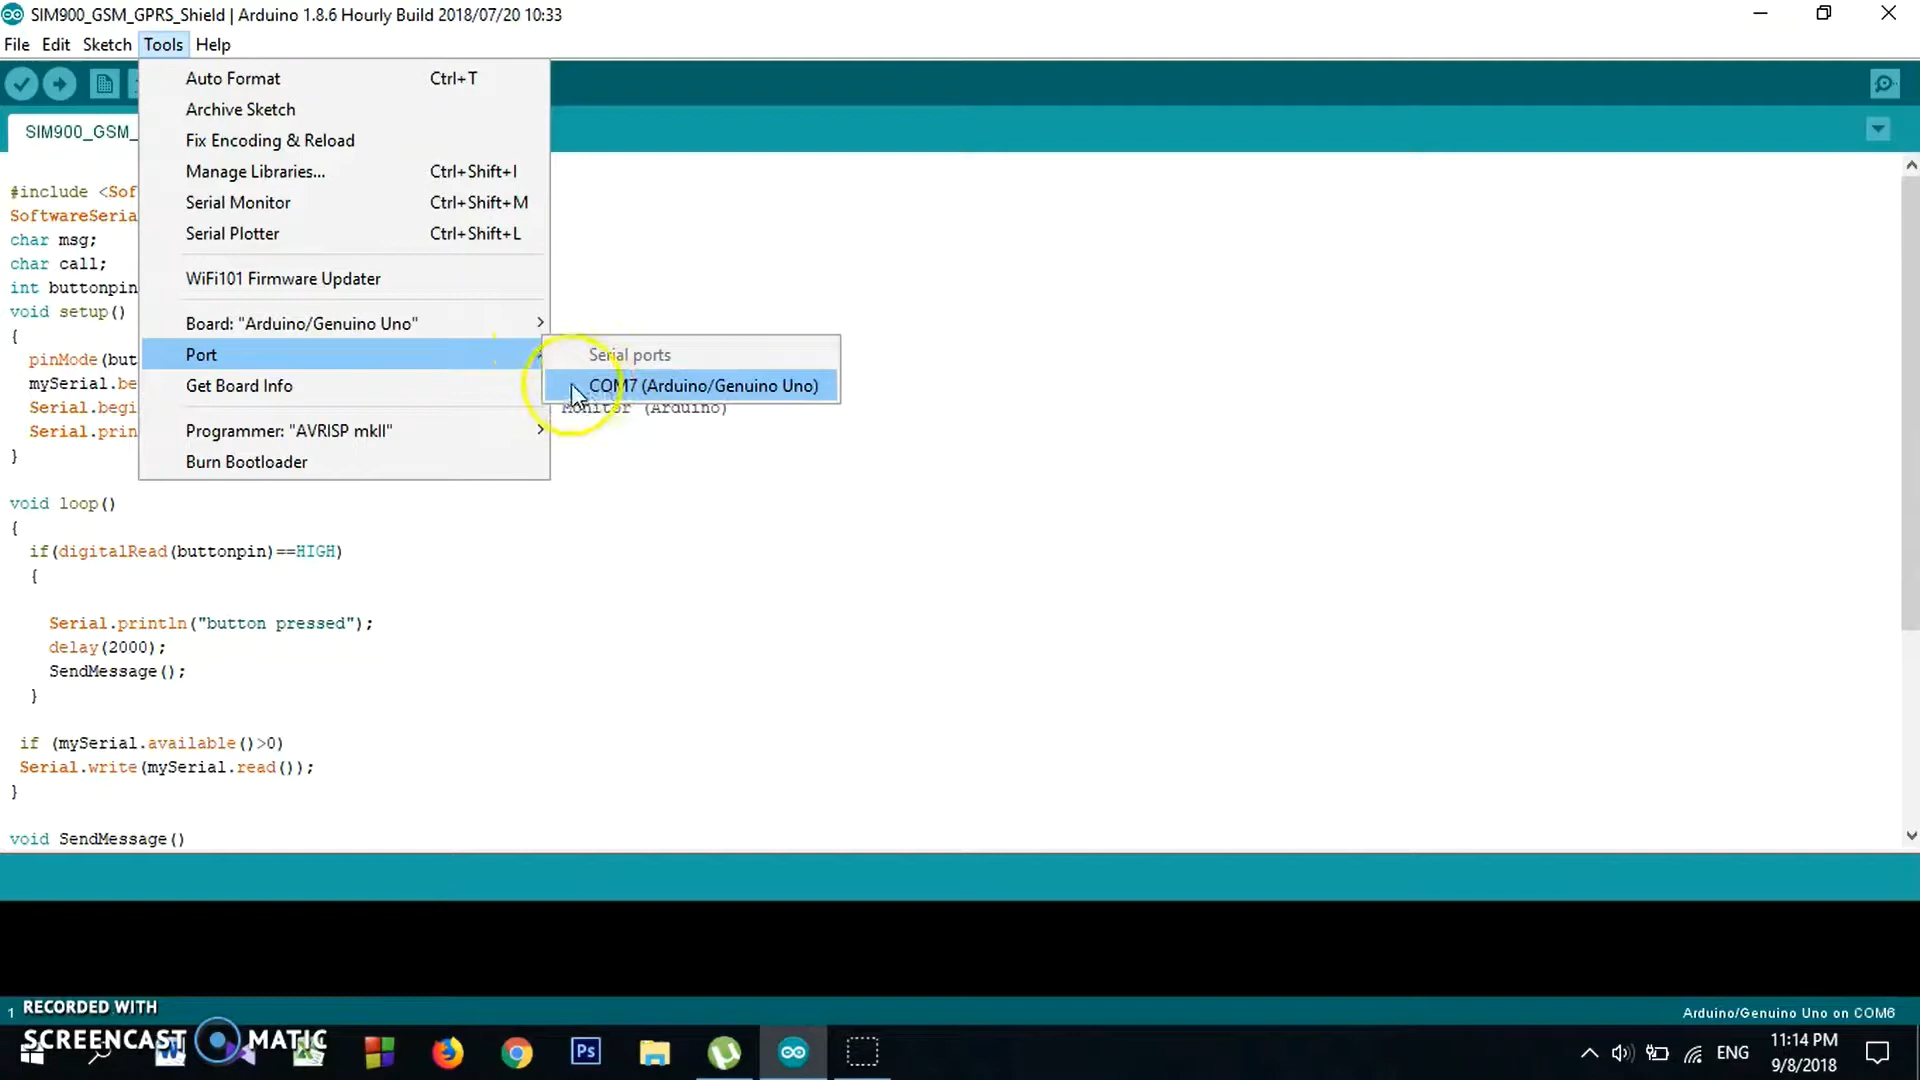 SIM900_GSM_GPRS_Shield | Arduino 1.8.6 Hourly Build 2018/07/20 10:33
File Edit Sketch Tools Help
Auto Format Ctrl+T
SIM900_GSM_
Archive Sketch
Fix Encoding & Reload
Manage Libraries... Ctrl+Shift+I
Serial Monitor Ctrl+Shift+M
Serial Plotter Ctrl+Shift+L
WiFi101 Firmware Updater
Board: "Arduino/Genuino Uno"
Port
Get Board Info
Programmer: "AVRISP mkII"
Burn Bootloader
Serial ports
COM7 (Arduino/Genuino Uno)
Monitor (Arduino)
#include <Sof
SoftwareSeria
char msg;
char call;
int buttonpin
void setup()
{
pinMode(but
mySerial.be
Serial.begi
Serial.prin
}
void loop()
{
if(digitalRead(buttonpin)==HIGH)
{
Serial.println("button pressed");
delay(2000);
SendMessage();
}
if (mySerial.available()>0)
Serial.write(mySerial.read());
}
void SendMessage()
1
Arduino/Genuino Uno on COM6
RECORDED WITH
SCREENCAST MATIC
Ps
ENG
11:14 PM
9/8/2018